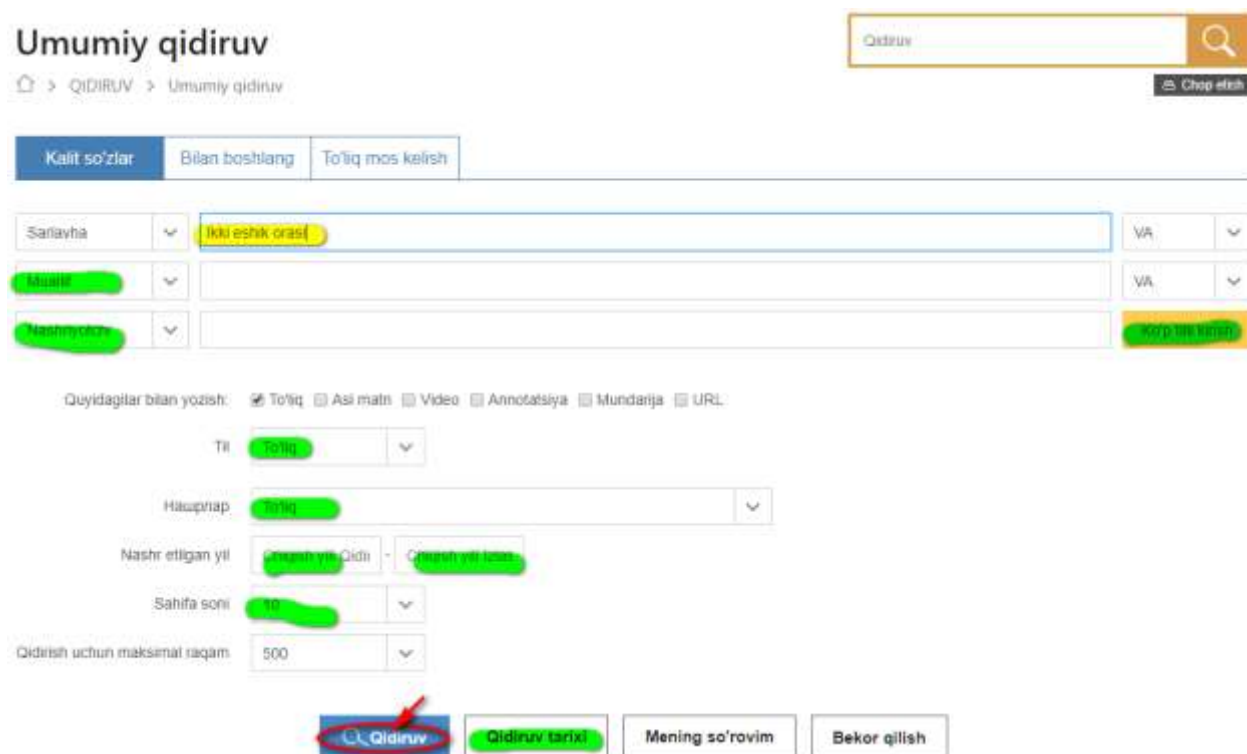 Umumiy qidiruv
Qidiruv
QIDIRUV > Umumiy qidiruv
Chop etish
Kalit so'zlar
Bilan boshlang
To'liq mos kelish
Sarlavha
Ikki eshik orasi
VA
Muallif
VA
Nashriyotchi
Ko'p tilli kirish
Quyidagilar bilan yozish: To'liq Asl matn Video Annotatsiya Mundarija URL
Til To'liq
Нашрлар To'liq
Nashr etilgan yil Chiqish yili Qidi - Chiqish yili
Sahifa soni 10
Qidirish uchun maksimal raqam 500
Qidiruv
Qidiruv tarixi
Mening so'rovim
Bekor qilish